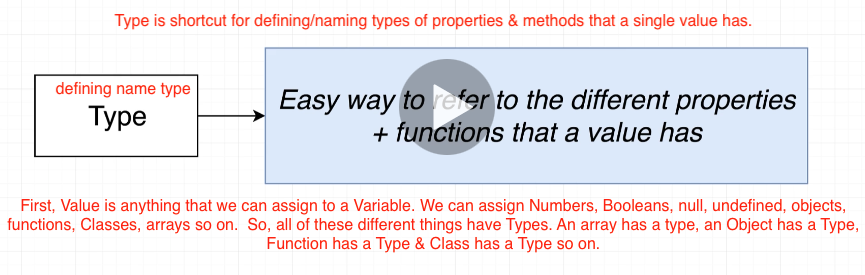 Type is shortcut for defining/naming types of properties & methods that a single value has.
defining name type
Type
Easy way to refer to the different properties
+ functions that a value has
First, Value is anything that we can assign to a Variable. We can assign Numbers, Booleans, null, undefined, objects,
functions, Classes, arrays so on.  So, all of these different things have Types. An array has a type, an Object has a Type,
Function has a Type & Class has a Type so on.